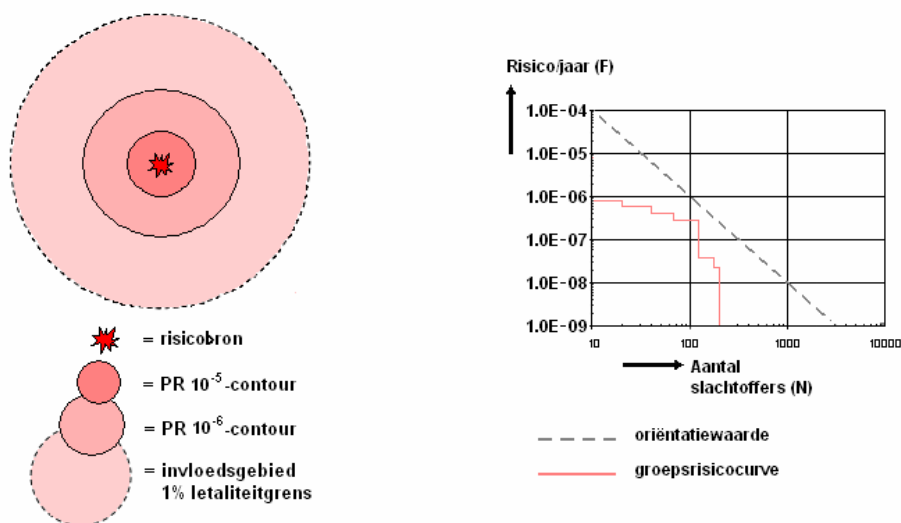 = risicobron
= PR 10-5-contour
= PR 10-6-contour
= invloedsgebied
1% letaliteitgrens
Risico/jaar (F)
1.0E-04
1.0E-05
1.0E-06
1.0E-07
1.0E-08
1.0E-09
10 100 1000 10000
Aantal
slachtoffers (N)
oriëntatiewaarde
groepsrisicocurve